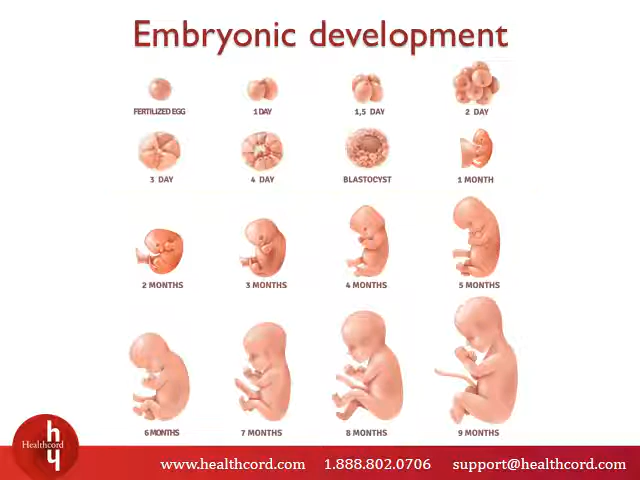 Embryonic development
FERTILIZED EGG
1 DAY
1,5 DAY
2 DAY
3 DAY
4 DAY
BLASTOCYST
1 MONTH
2 MONTHS
3 MONTHS
4 MONTHS
5 MONTHS
6 MONTHS
7 MONTHS
8 MONTHS
9 MONTHS
hy
Healthcord
www.healthcord.com 1.888.802.0706 support@healthcord.com